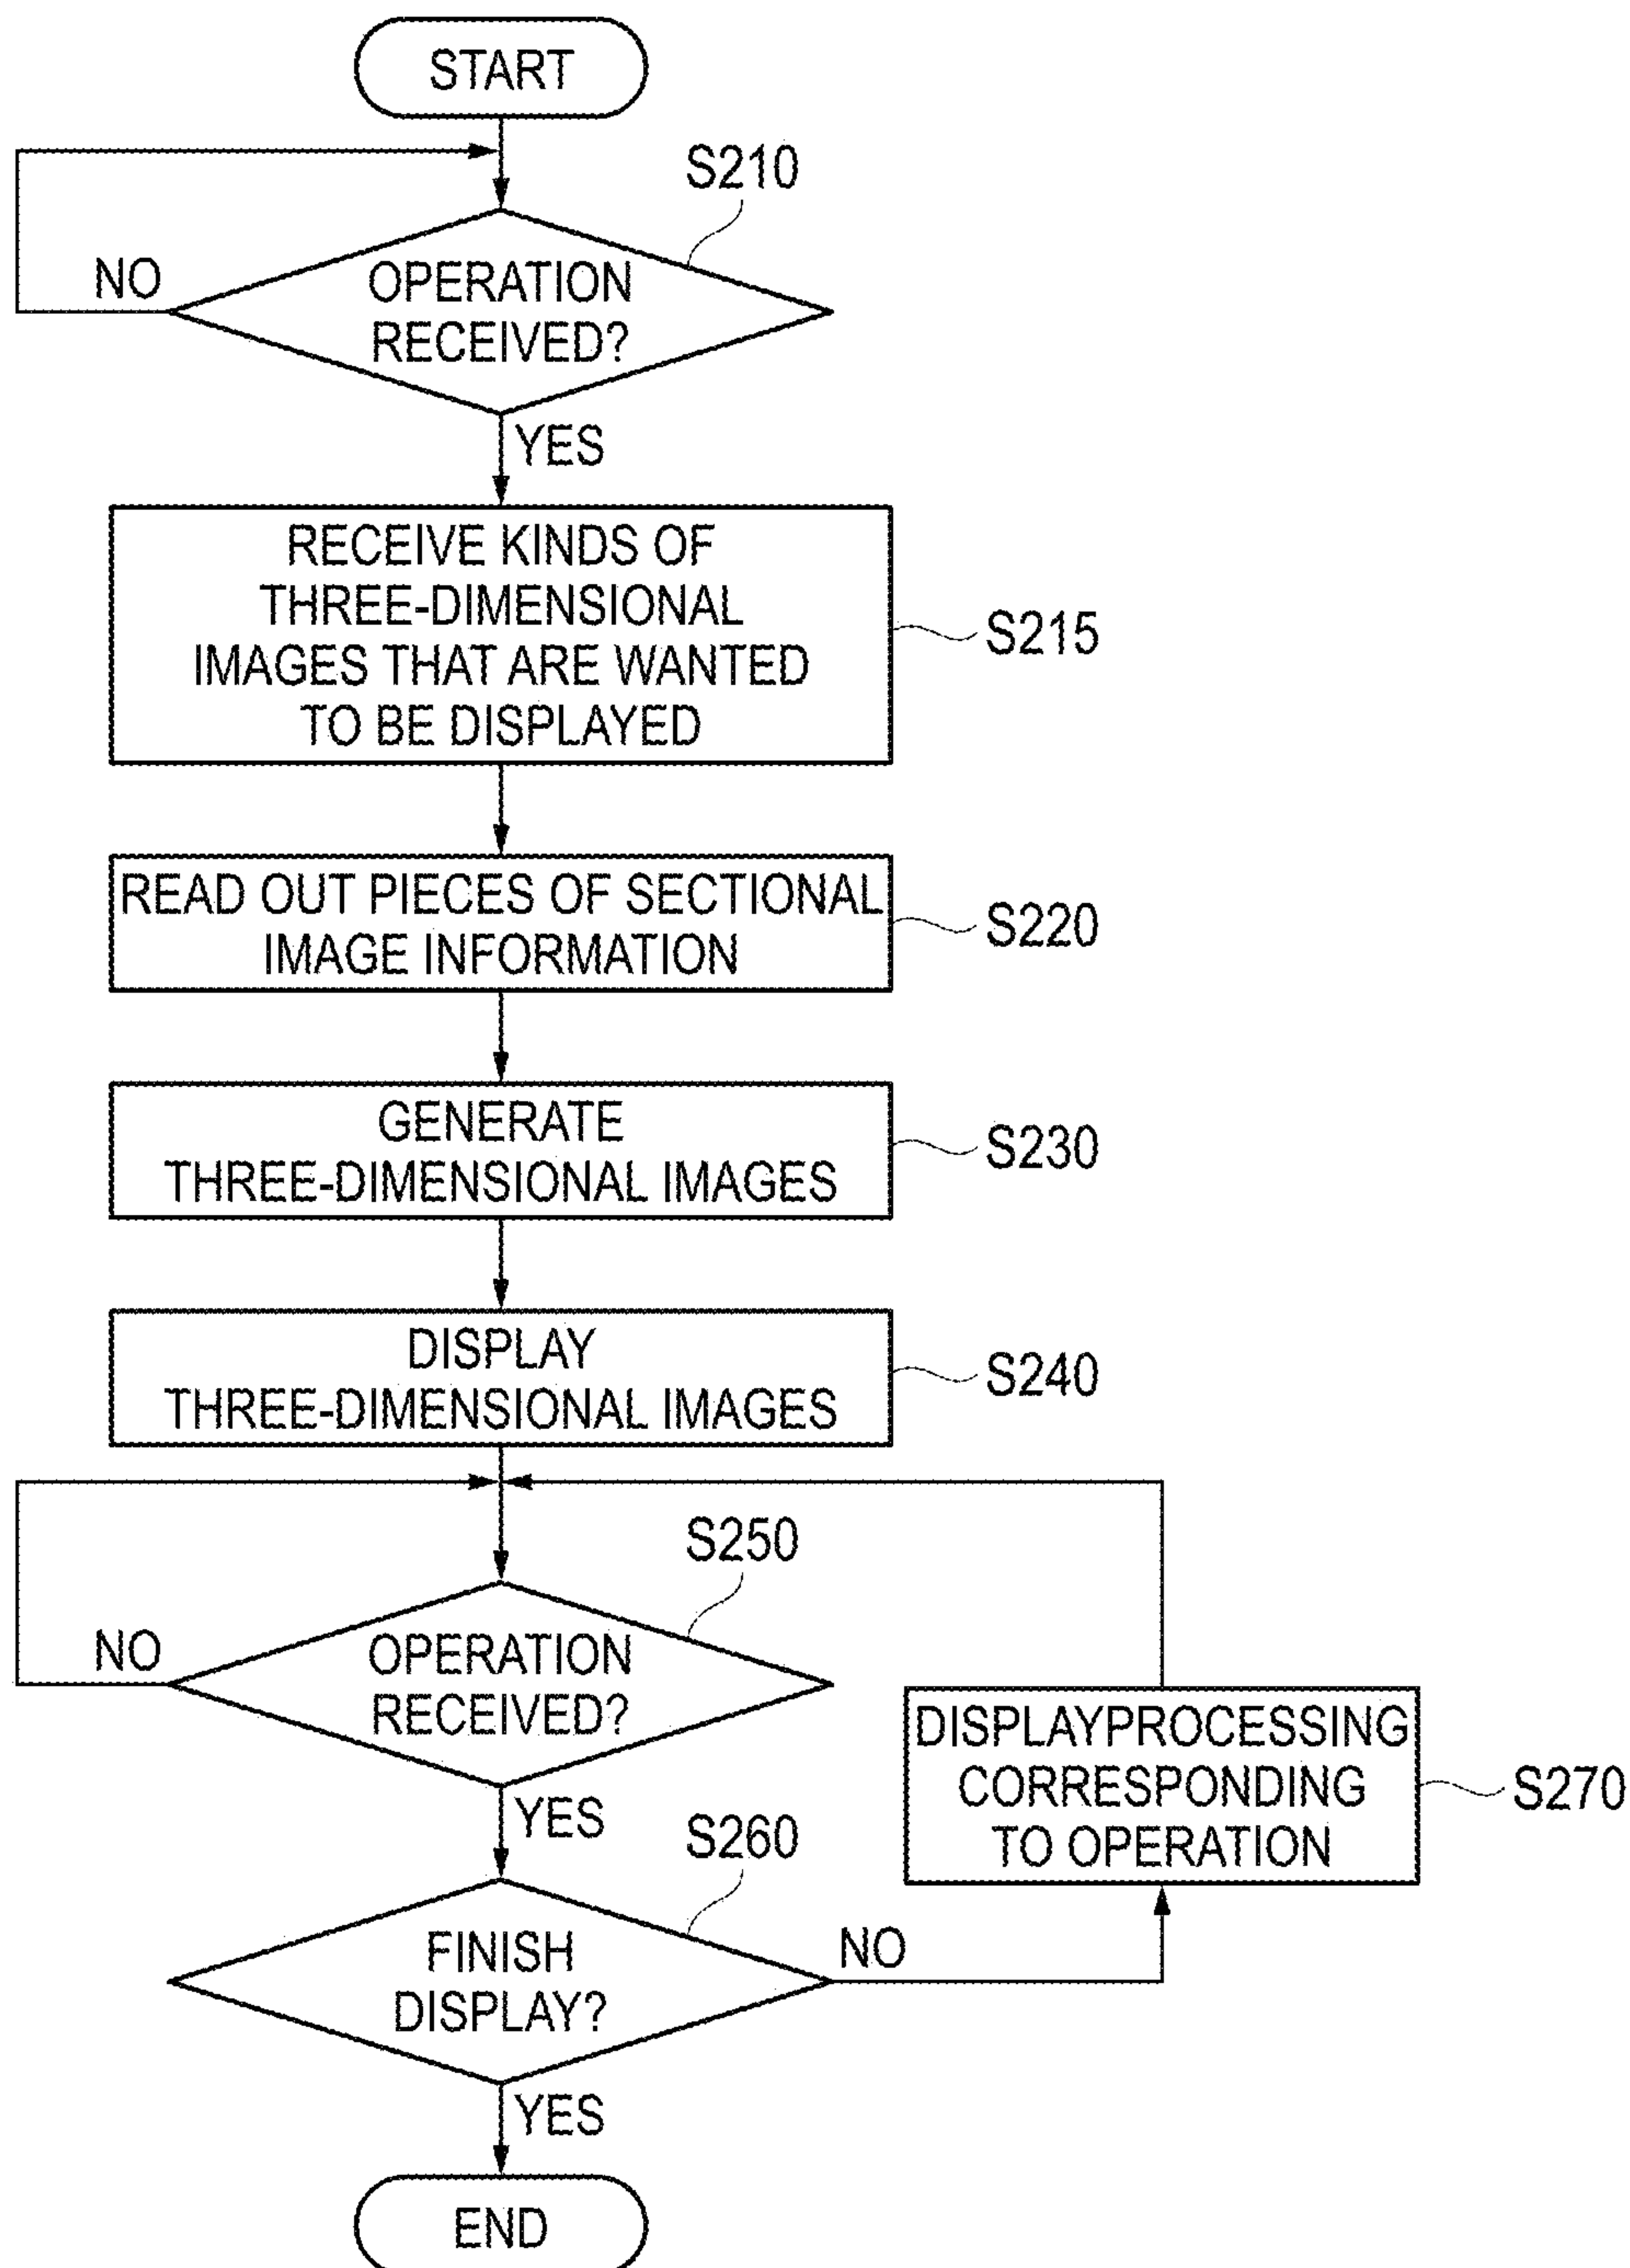 START
S210
NO
OPERATION
RECEIVED?
YES
RECEIVE KINDS OF
THREE-DIMENSIONAL
IMAGES THAT ARE WANTED
TO BE DISPLAYED
S215
READ OUT PIECES OF SECTIONAL
IMAGE INFORMATION
S220
GENERATE
THREE-DIMENSIONAL IMAGES
S230
DISPLAY
THREE-DIMENSIONAL IMAGES
S240
S250
NO
OPERATION
RECEIVED?
YES
DISPLAYPROCESSING
CORRESPONDING
TO OPERATION
S270
S260
FINISH
DISPLAY?
NO
YES
END